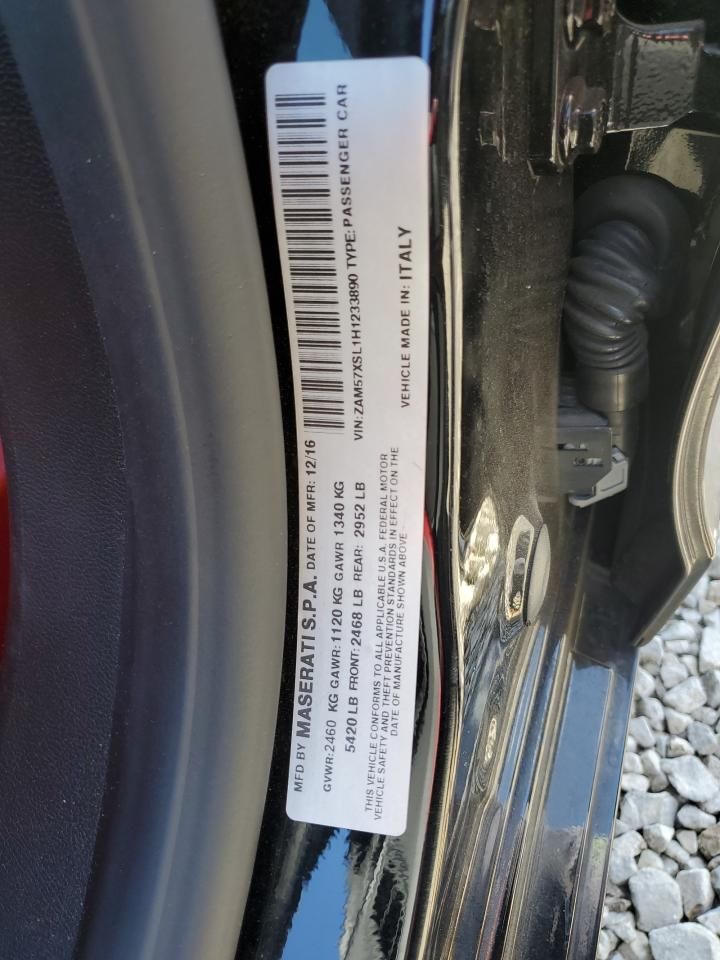 MFD BY MASERATI S.P.A. DATE OF MFR: 12/16
GVWR:2460 KG GAWR:1120 KG GAWR 1340 KG
5420 LB FRONT:2468 LB REAR: 2952 LB
THIS VEHICLE CONFORMS TO ALL APPLICABLE U.S.A. FEDERAL MOTOR
VEHICLE SAFETY AND THEFT PREVENTION STANDARDS IN EFFECT ON THE
DATE OF MANUFACTURE SHOWN ABOVE
VIN:ZAM57XSL1H1233890 TYPE:PASSENGER CAR
VEHICLE MADE IN: ITALY